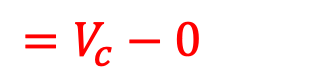 = V_c − 0